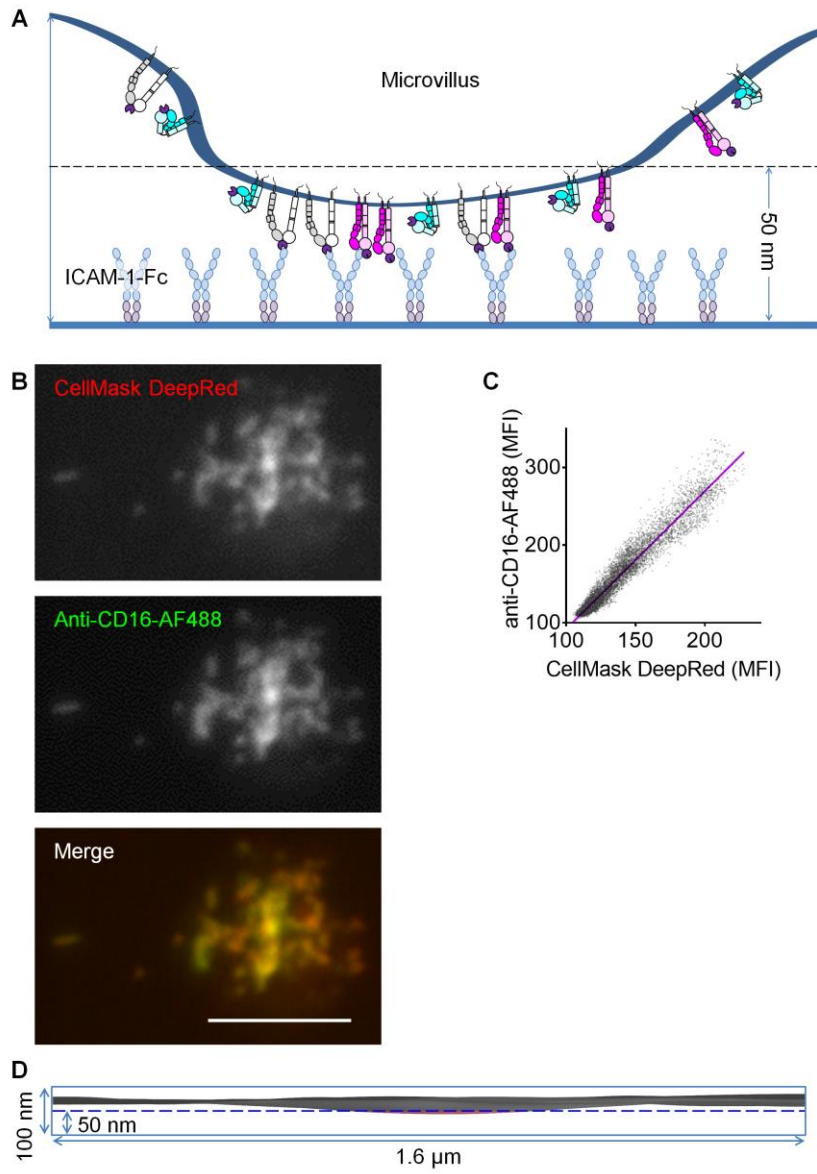 A
Microvillus
50 nm
ICAM-1-Fc
B
CellMask DeepRed
Anti-CD16-AF488
Merge
C
anti-CD16-AF488 (MFI)
300
200
100
100 150 200
CellMask DeepRed (MFI)
D
100 nm
50 nm
1.6 µm